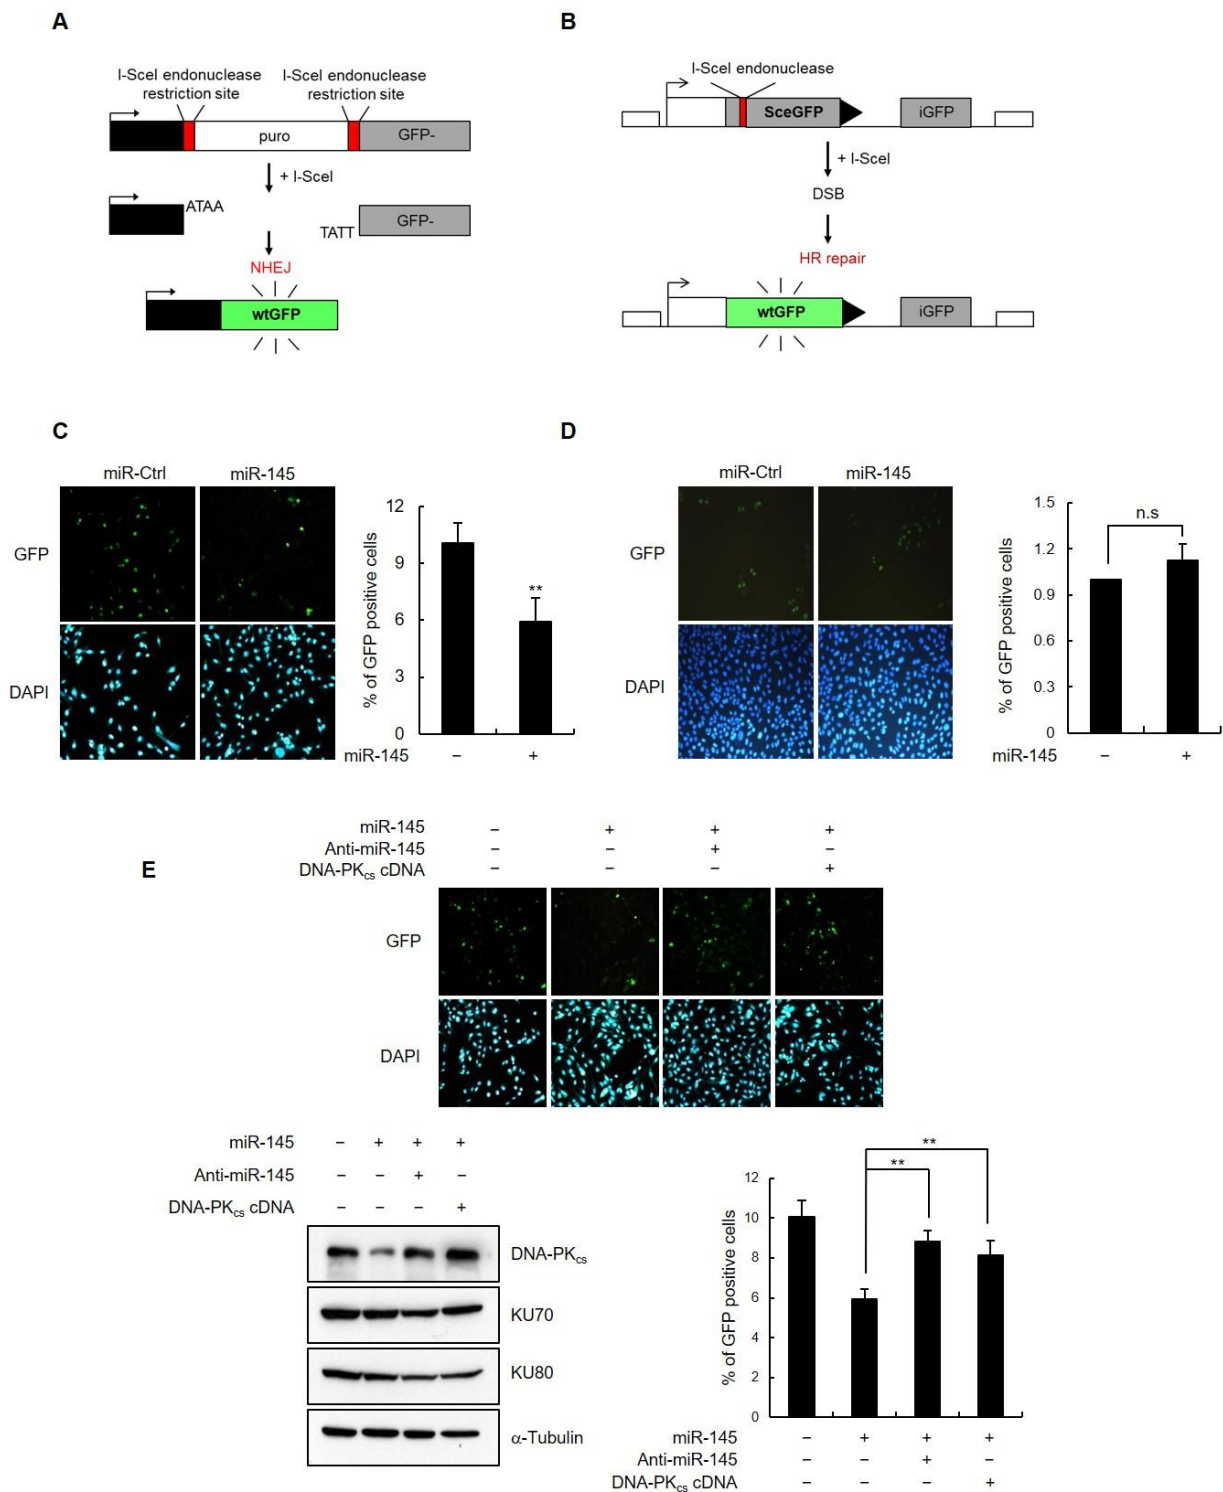 A
I-SceI endonuclease restriction site
I-SceI endonuclease restriction site
puro
GFP-
+ I-SceI
ATAA
TATT
GFP-
NHEJ
wtGFP
B
I-SceI endonuclease
SceGFP
iGFP
+ I-SceI
DSB
HR repair
wtGFP
iGFP
C
miR-Ctrl miR-145
GFP
DAPI
% of GFP positive cells
12
9
6
3
0
**
miR-145 – +
D
miR-Ctrl miR-145
GFP
DAPI
% of GFP positive cells
1.5
1.2
0.9
0.6
0.3
0
n.s
miR-145 – +
E
miR-145 – + + +
Anti-miR-145 – – + –
DNA-PKcs cDNA – – – +
GFP
DAPI
miR-145 – + + +
Anti-miR-145 – – + –
DNA-PKcs cDNA – – – +
DNA-PKcs
KU70
KU80
α-Tubulin
% of GFP positive cells
12
10
8
6
4
2
0
**
**
miR-145 – + + +
Anti-miR-145 – – + –
DNA-PKcs cDNA – – – +